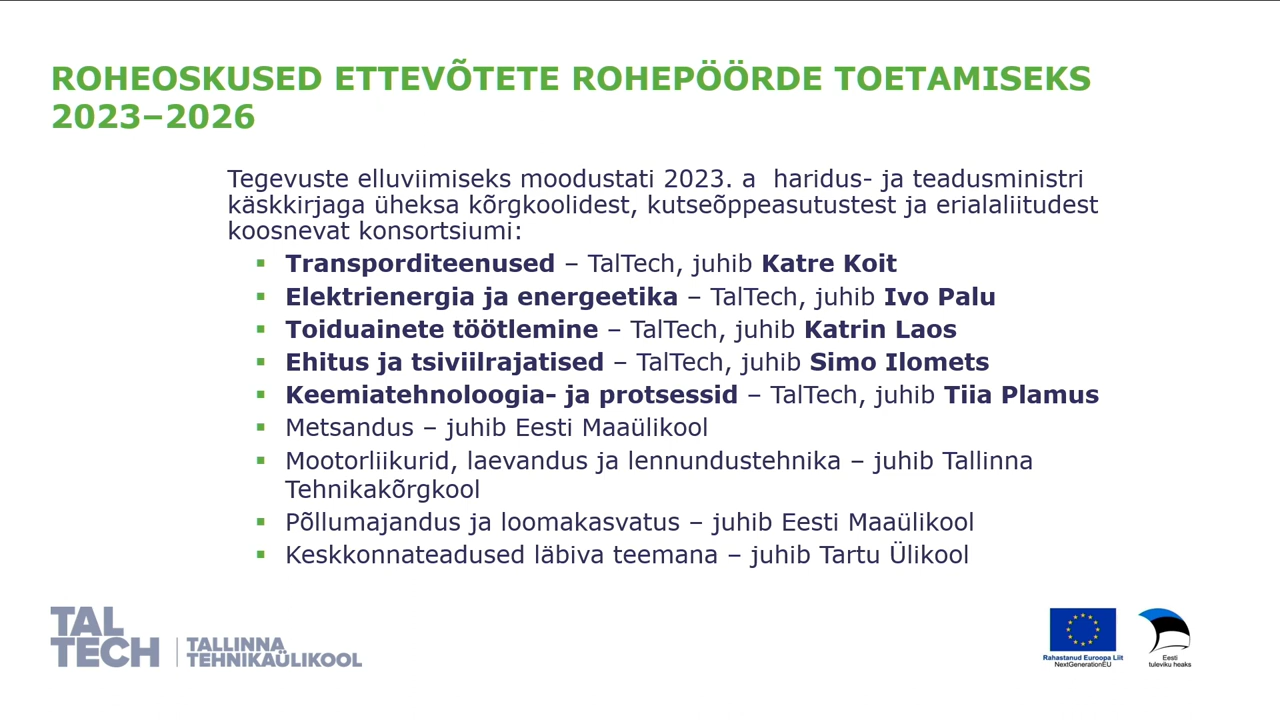 ROHEOSKUSED ETTEVÕTETE ROHEPÖÖRDE TOETAMISEKS
2023–2026
Tegevuste elluviimiseks moodustati 2023. a  haridus- ja teadusministri
käskkirjaga üheksa kõrgkoolidest, kutseõppeasutustest ja erialaliitudest
koosnevat konsortsiumi:
▪ Transporditeenused – TalTech, juhib Katre Koit
▪ Elektrienergia ja energeetika – TalTech, juhib Ivo Palu
▪ Toiduainete töötlemine – TalTech, juhib Katrin Laos
▪ Ehitus ja tsiviilrajatised – TalTech, juhib Simo Ilomets
▪ Keemiatehnoloogia- ja protsessid – TalTech, juhib Tiia Plamus
▪ Metsandus – juhib Eesti Maaülikool
▪ Mootorliikurid, laevandus ja lennundustehnika – juhib Tallinna
Tehnikakõrgkool
▪ Põllumajandus ja loomakasvatus – juhib Eesti Maaülikool
▪ Keskkonnateadused läbiva teemana – juhib Tartu Ülikool
TAL
TECH
TALLINNA
TEHNIKAÜLIKOOL
Rahastanud Euroopa Liit
NextGenerationEU
Eesti
tuleviku heaks